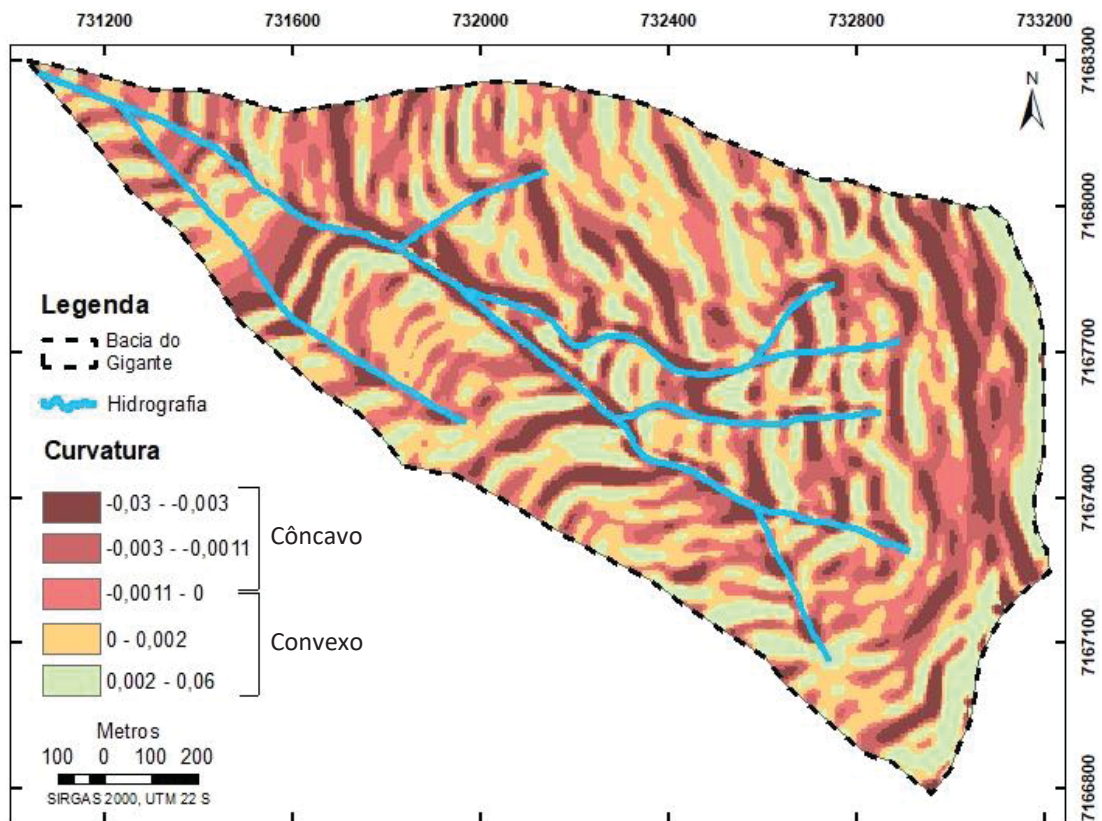 731200 731600 732000 732400 732800 733200
7168300
7168000
7167700
7167400
7167100
7166800
N
Legenda
Bacia do
Gigante
Hidrografia
Curvatura
-0,03 - -0,003
-0,003 - -0,0011
-0,0011 - 0
0 - 0,002
0,002 - 0,06
Côncavo
Convexo
Metros
100 0 100 200
SIRGAS 2000, UTM 22 S